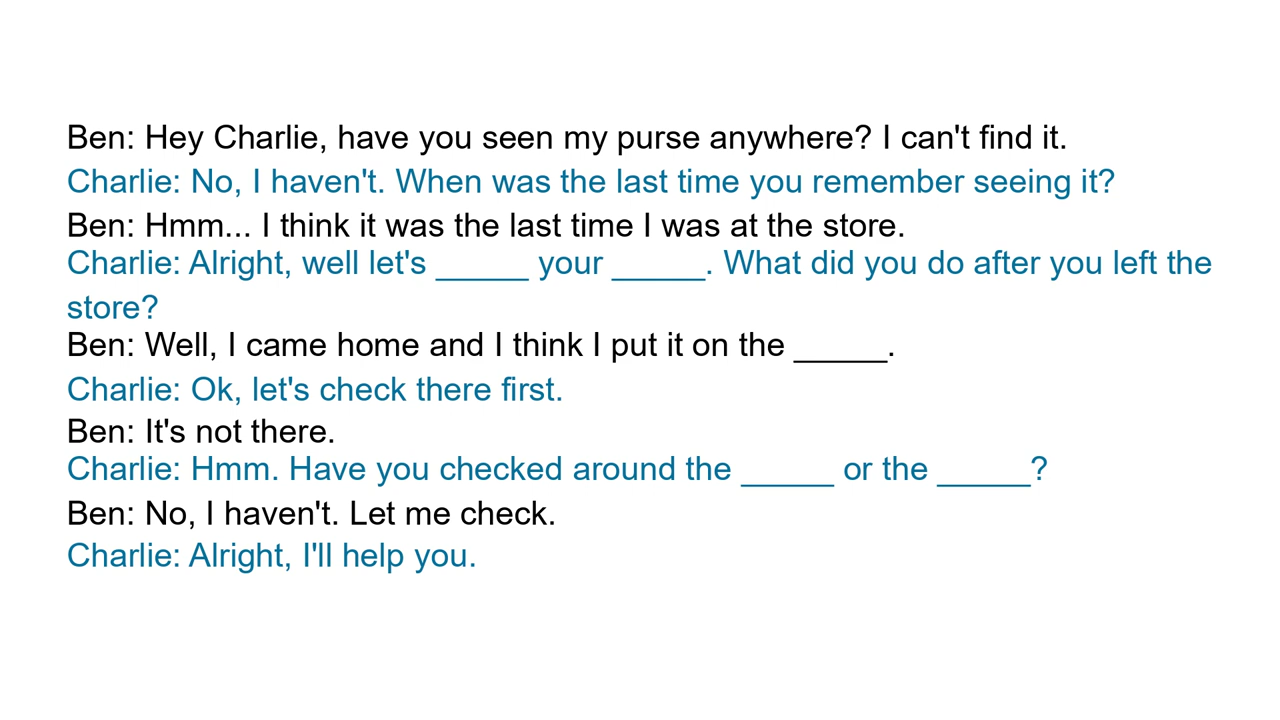 Ben: Hey Charlie, have you seen my purse anywhere? I can't find it.
Charlie: No, I haven't. When was the last time you remember seeing it?
Ben: Hmm... I think it was the last time I was at the store.
Charlie: Alright, well let's _____ your _____. What did you do after you left the
store?
Ben: Well, I came home and I think I put it on the _____.
Charlie: Ok, let's check there first.
Ben: It's not there.
Charlie: Hmm. Have you checked around the _____ or the _____?
Ben: No, I haven't. Let me check.
Charlie: Alright, I'll help you.